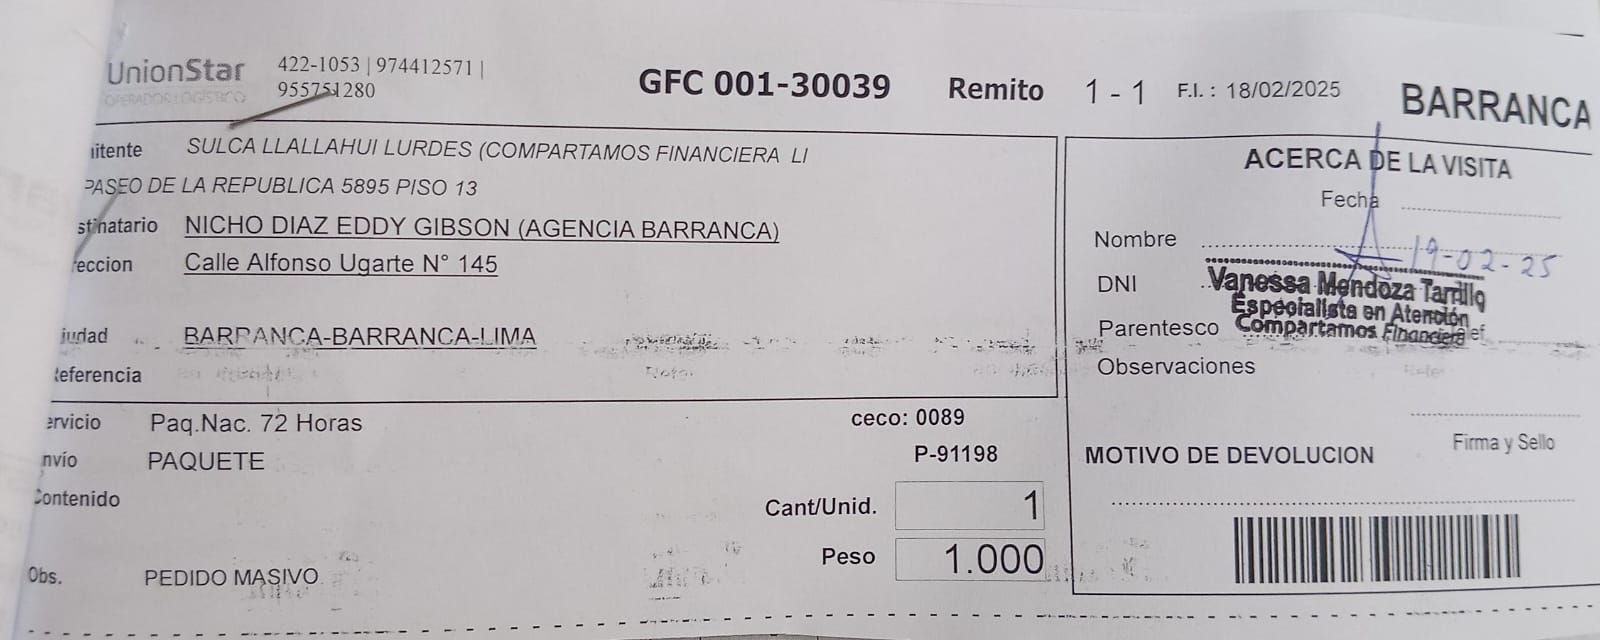 UnionStar
OPERADOR LOGÍSTICO
422-1053 | 974412571 |
955751280
GFC 001-30039
Remito
1 - 1
F.I. : 18/02/2025
BARRANCA
itente SULCA LLALLAHUI LURDES (COMPARTAMOS FINANCIERA LI
PASEO DE LA REPUBLICA 5895 PISO 13
stinatario NICHO DIAZ EDDY GIBSON (AGENCIA BARRANCA)
reccion Calle Alfonso Ugarte N° 145
iudad BARRANCA-BARRANCA-LIMA
Referencia
ervicio Paq.Nac. 72 Horas
ceco: 0089
nvío PAQUETE
P-91198
Contenido
Cant/Unid. 1
Peso 1.000
Obs. PEDIDO MASIVO
ACERCA DE LA VISITA
Fecha
Nombre
19-02-25
DNI
Vanessa Mendoza Tardillo
Especialista en Atención
Parentesco
Compartamos Financiera
Observaciones
Firma y Sello
MOTIVO DE DEVOLUCION